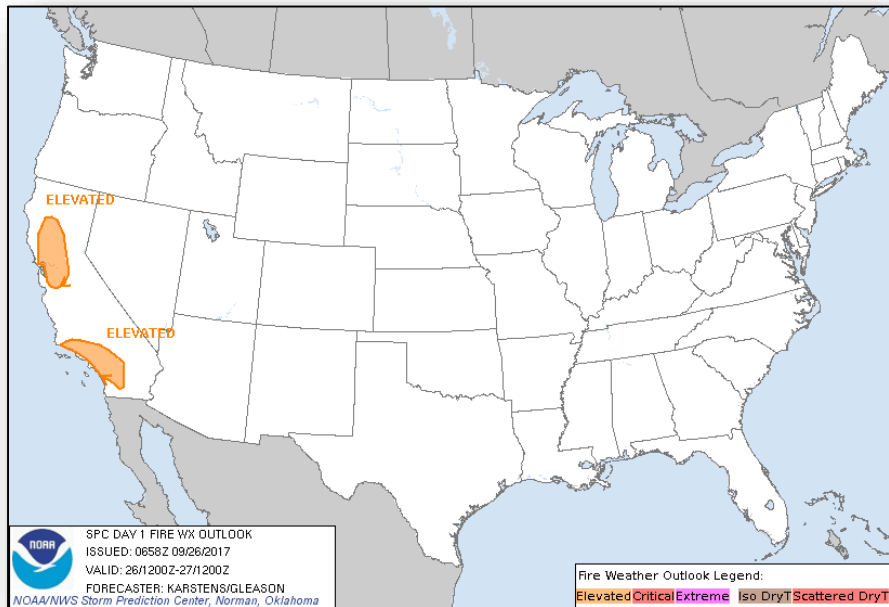 ELEVATED
ELEVATED
NOAA
SPC DAY 1 FIRE WX OUTLOOK
ISSUED: 0658Z 09/26/2017
VALID: 26/1200Z-27/1200Z
FORECASTER: KARSTENS/GLEASON
NOAA/NWS Storm Prediction Center, Norman, Oklahoma
Fire Weather Outlook Legend:
Elevated Critical Extreme Iso DryT Scattered DryT